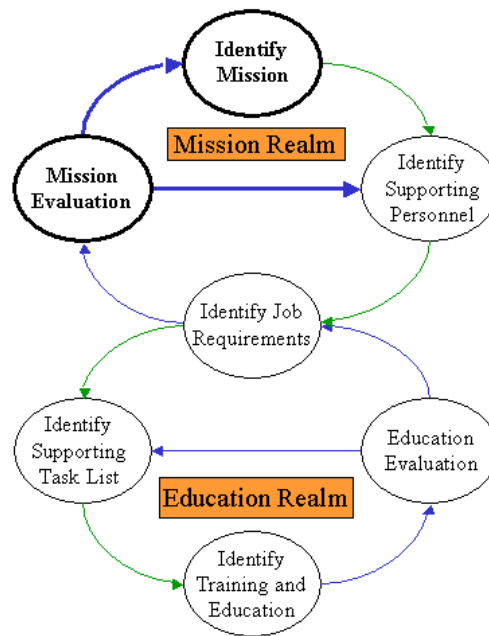 Identify
Mission
Mission Realm
Mission
Evaluation
Identify
Supporting
Personnel
Identify Job
Requirements
Identify
Supporting
Task List
Education
Evaluation
Education Realm
Identify
Training and
Education